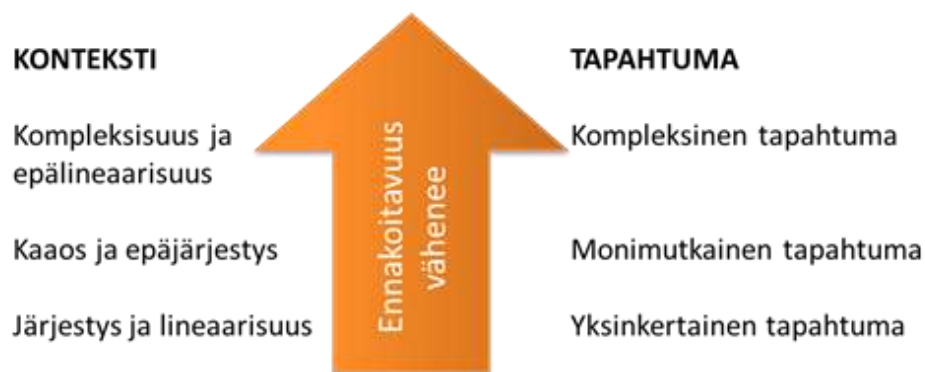 KONTEKSTI
Kompleksisuus ja
epälineaarisuus
Kaaos ja epäjärjestys
Järjestys ja lineaarisuus
Ennakoitavuus
vähenee
TAPAHTUMA
Kompleksinen tapahtuma
Monimutkainen tapahtuma
Yksinkertainen tapahtuma